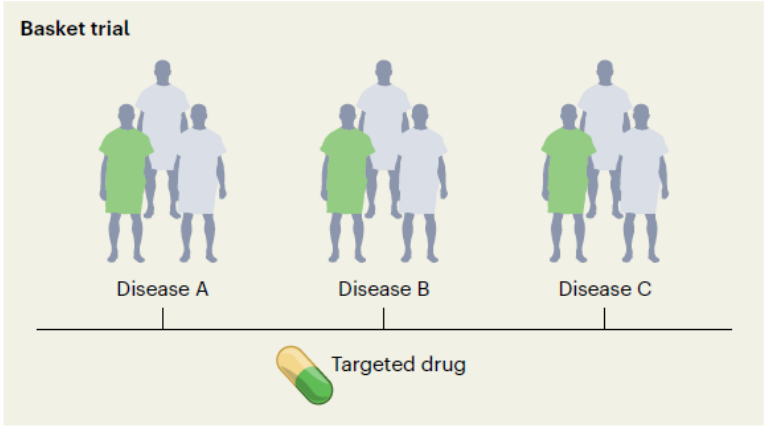 Basket trial
Disease A
Disease B
Disease C
Targeted drug